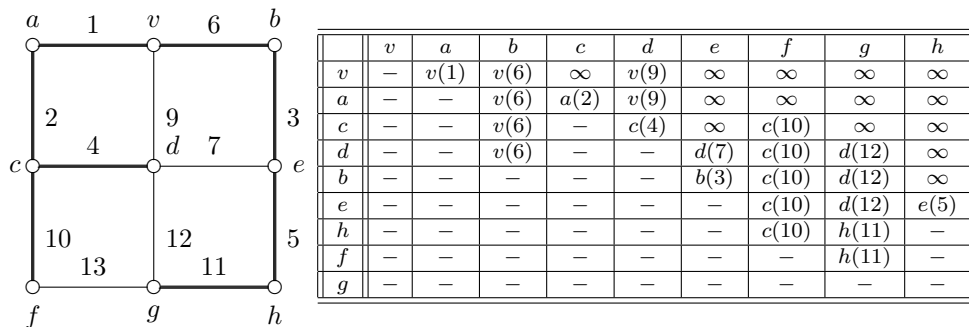 a 1 v 6 b
2 9 3
c 4 d 7 e
10 12 5
13 11
f g h
v a b c d e f g h
v − v(1) v(6) ∞ v(9) ∞ ∞ ∞ ∞
a − − v(6) a(2) v(9) ∞ ∞ ∞ ∞
c − − v(6) − c(4) ∞ c(10) ∞ ∞
d − − v(6) − − d(7) c(10) d(12) ∞
b − − − − − b(3) c(10) d(12) ∞
e − − − − − − c(10) d(12) e(5)
h − − − − − − c(10) h(11) −
f − − − − − − − h(11) −
g − − − − − − − − −